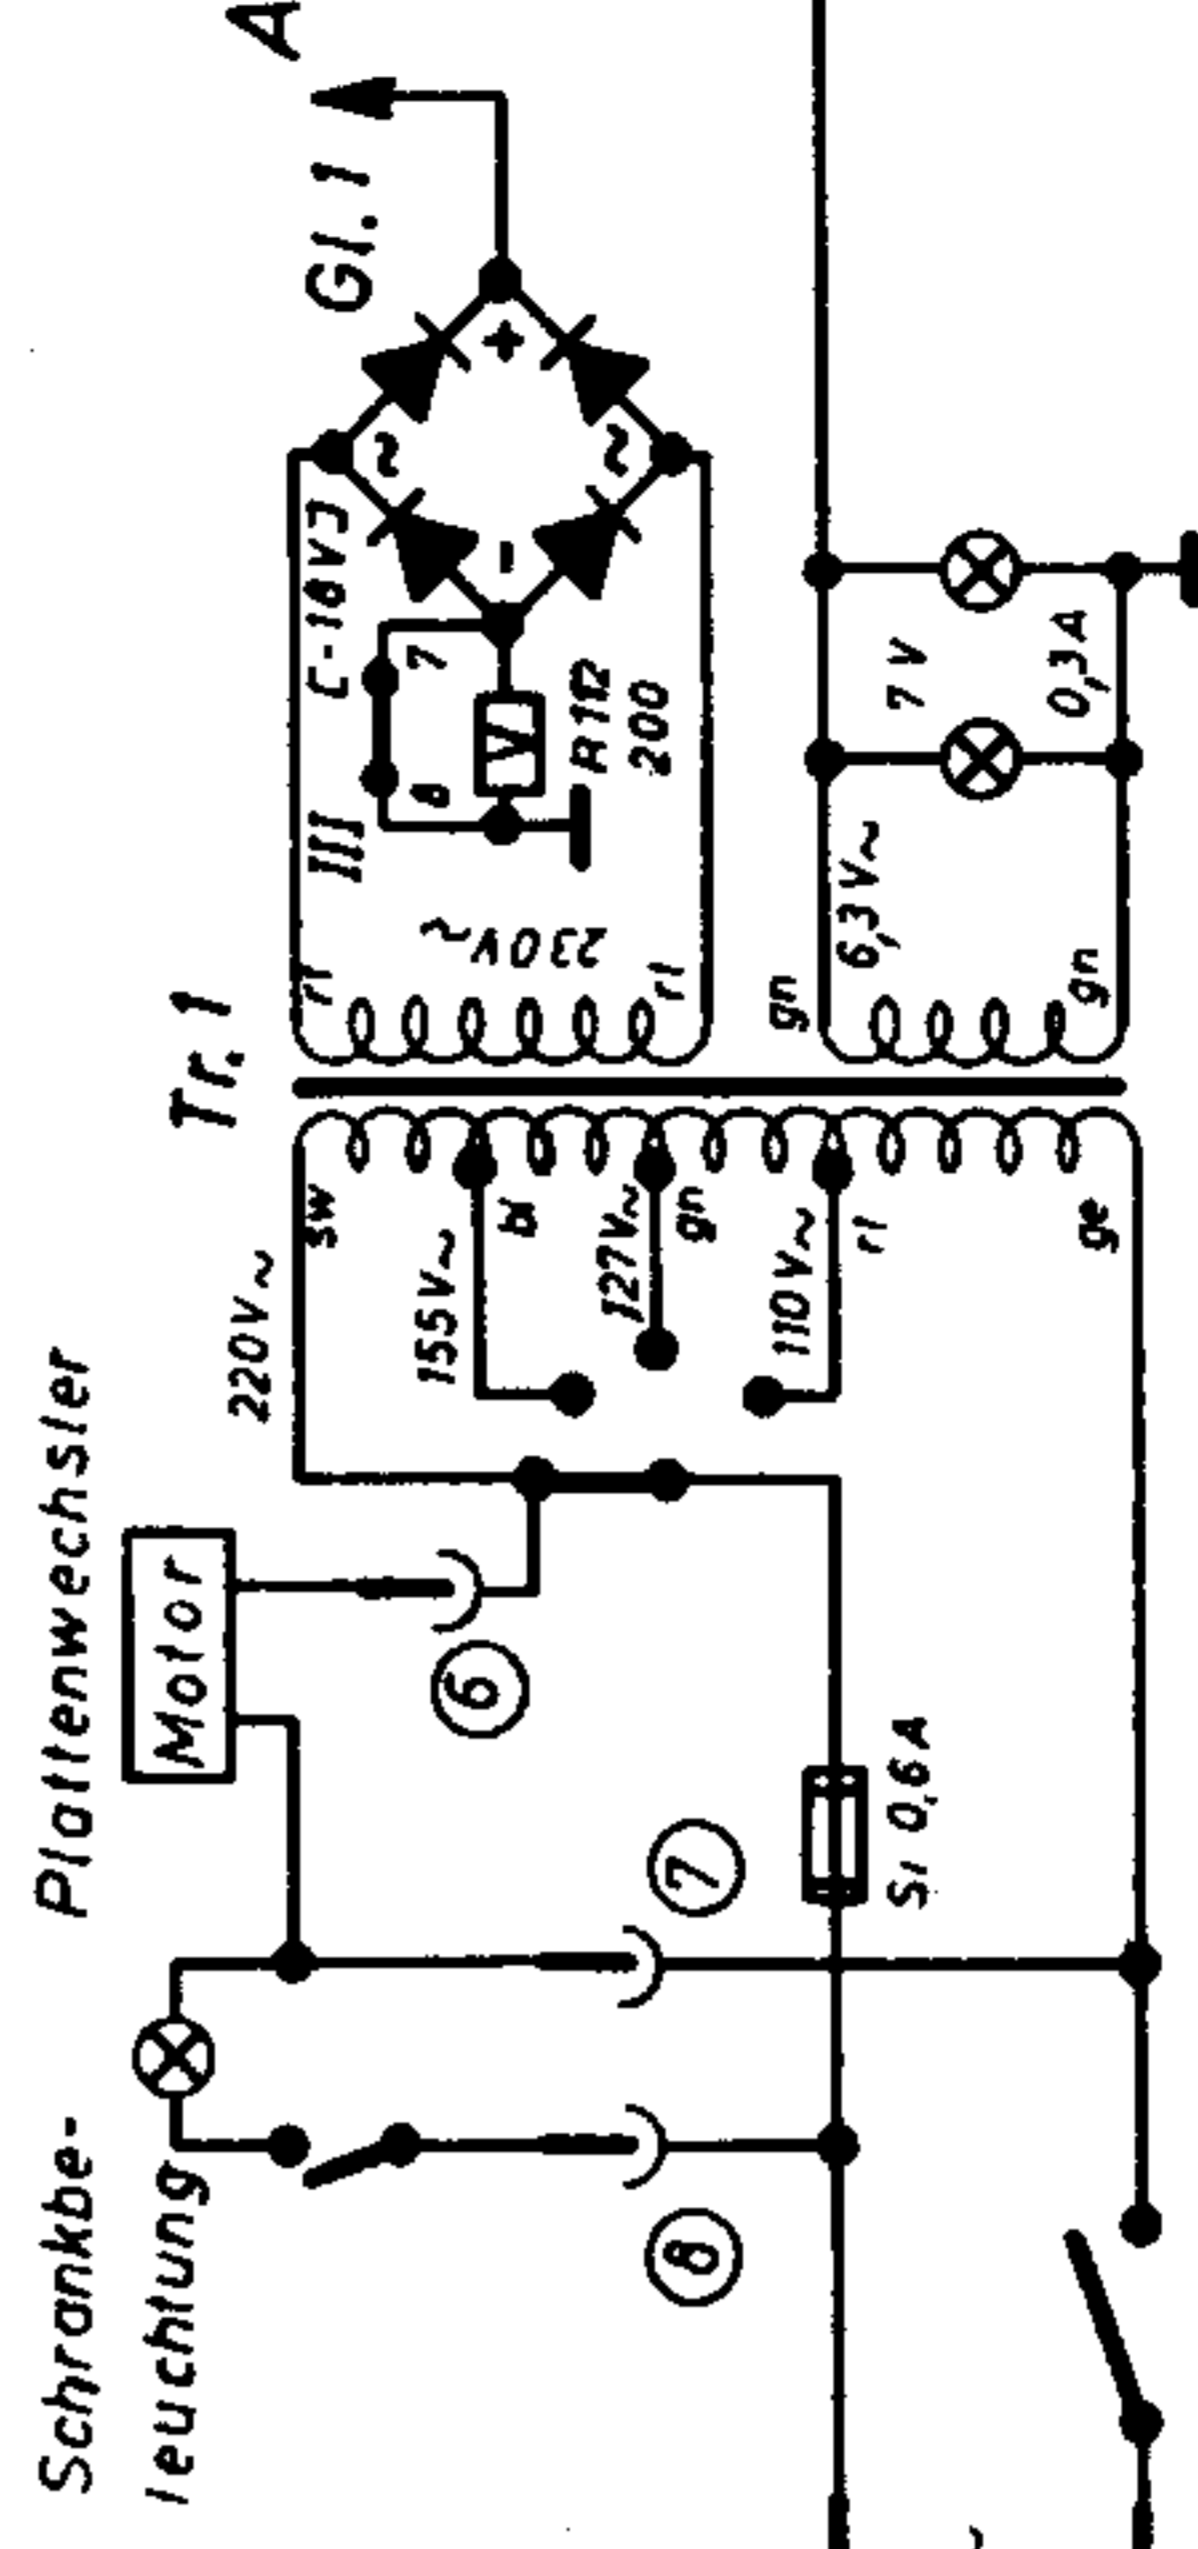 Schrankbe-
leuchtung
Plattenwechsler
Motor
8
7
6
Si 0,6A
220V~
155V~
127V~
110V~
sw
bl
gn
rt
ge
Tr. 1
rt
230V~
rt
gn
6,3V~
gn
III
8
7
R112
200
7V
0,3A
~
~
-
+
Gl. 1
A